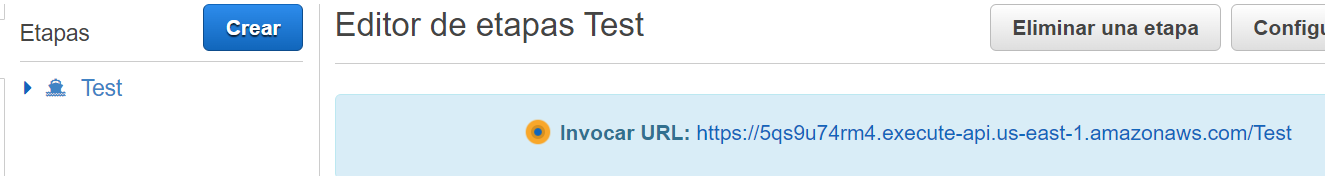 Etapas
Crear
Test
Editor de etapas Test
Eliminar una etapa
Configu
Invocar URL: https://5qs9u74rm4.execute-api.us-east-1.amazonaws.com/Test